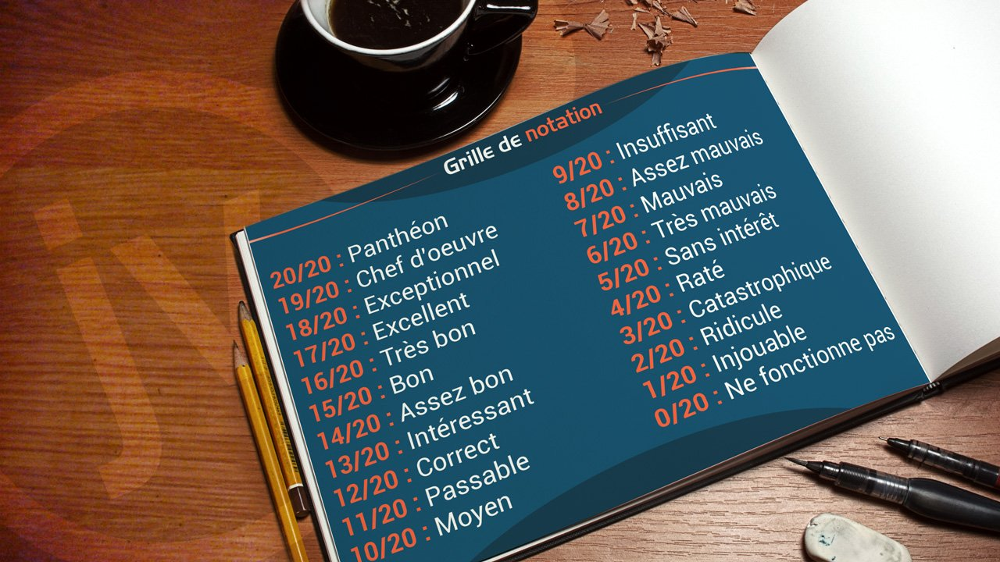 jv
Grille de notation
20/20 : Panthéon
19/20 : Chef d'oeuvre
18/20 : Exceptionnel
17/20 : Excellent
16/20 : Très bon
15/20 : Bon
14/20 : Assez bon
13/20 : Intéressant
12/20 : Correct
11/20 : Passable
10/20 : Moyen
9/20 : Insuffisant
8/20 : Assez mauvais
7/20 : Mauvais
6/20 : Très mauvais
5/20 : Sans intérêt
4/20 : Raté
3/20 : Catastrophique
2/20 : Ridicule
1/20 : Injouable
0/20 : Ne fonctionne pas